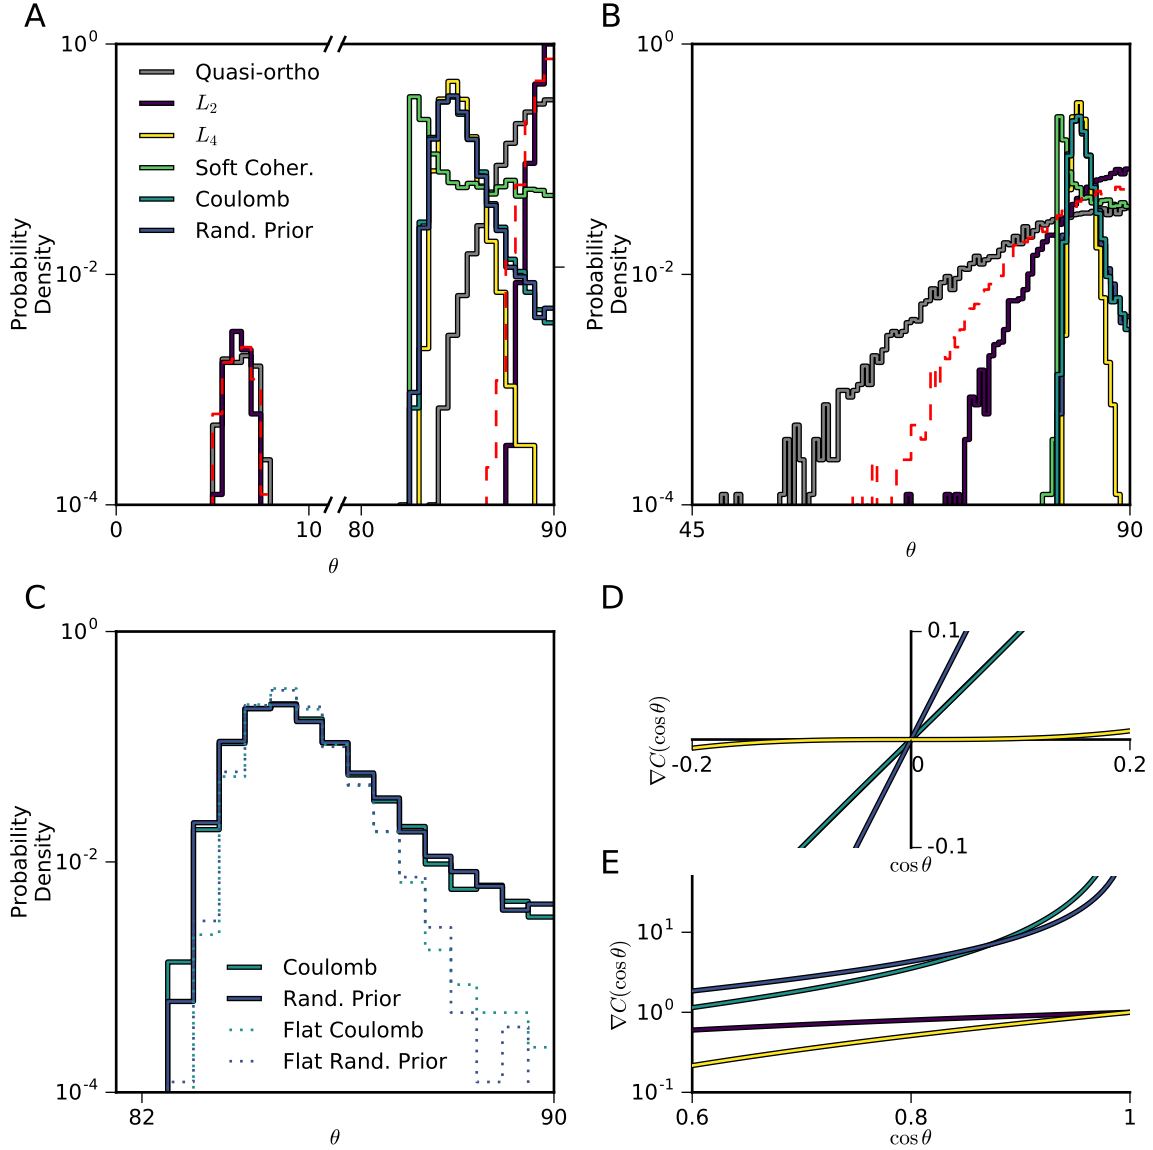 A
10^0
10^-2
10^-4
Probability
Density
Quasi-ortho
L_2
L_4
Soft Coher.
Coulomb
Rand. Prior
0
10
80
90
θ
B
10^0
10^-2
10^-4
Probability
Density
45
90
θ
C
10^0
10^-2
10^-4
Probability
Density
Coulomb
Rand. Prior
Flat Coulomb
Flat Rand. Prior
82
90
θ
D
0.1
∇C(cos θ)
-0.2
0
0.2
-0.1
cos θ
E
10^1
10^0
10^-1
∇C(cos θ)
0.6
0.8
1
cos θ